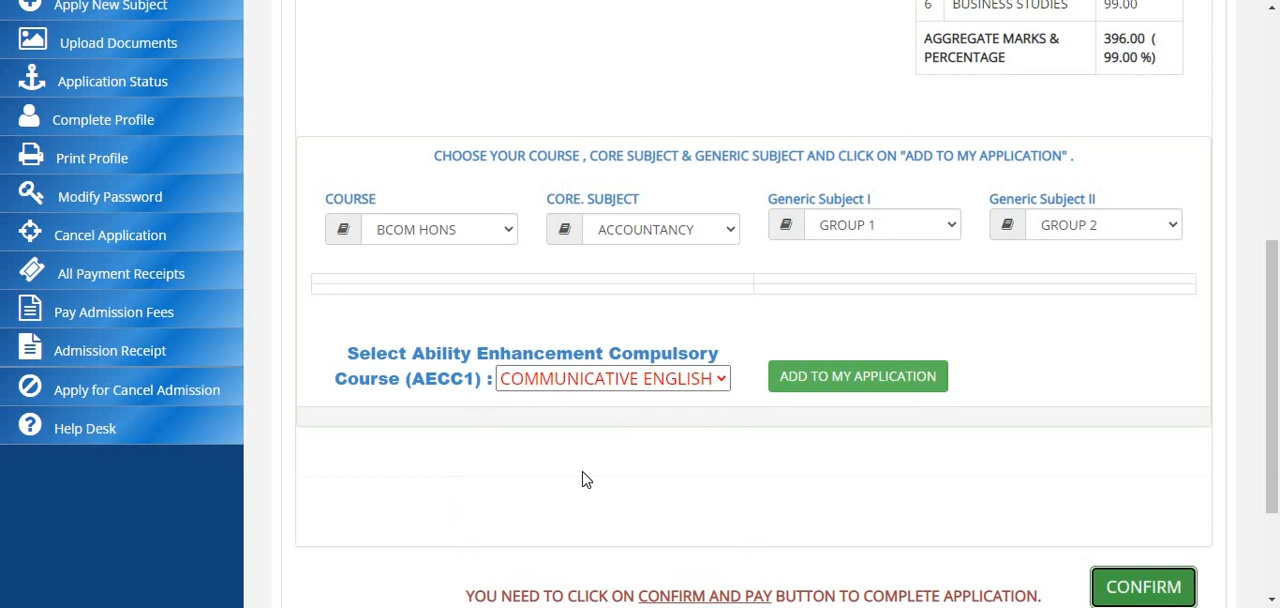 Apply New Subject
Upload Documents
Application Status
Complete Profile
Print Profile
Modify Password
Cancel Application
All Payment Receipts
Pay Admission Fees
Admission Receipt
Apply for Cancel Admission
Help Desk
6 BUSINESS STUDIES 99.00
AGGREGATE MARKS & 396.00 (
PERCENTAGE 99.00 %)
CHOOSE YOUR COURSE , CORE SUBJECT & GENERIC SUBJECT AND CLICK ON "ADD TO MY APPLICATION" .
COURSE CORE. SUBJECT Generic Subject I Generic Subject II
BCOM HONS ACCOUNTANCY GROUP 1 GROUP 2
Select Ability Enhancement Compulsory
Course (AECC1) : COMMUNICATIVE ENGLISH ADD TO MY APPLICATION
YOU NEED TO CLICK ON CONFIRM AND PAY BUTTON TO COMPLETE APPLICATION. CONFIRM